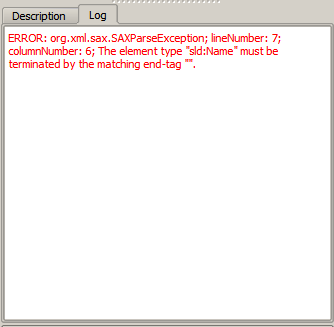 Description Log
ERROR: org.xml.sax.SAXParseException; lineNumber: 7;
columnNumber: 6; The element type "sld:Name" must be
terminated by the matching end-tag "".